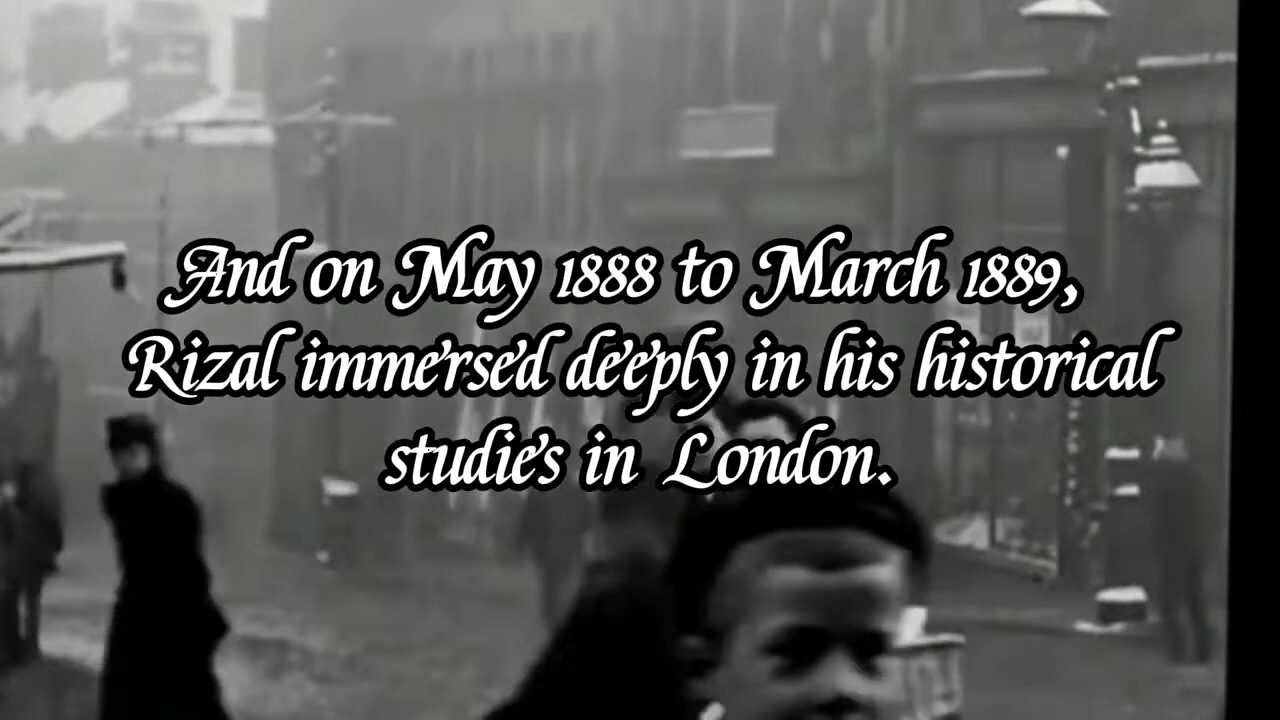 And on May 1888 to March 1889,
Rizal immersed deeply in his historical
studies in London.